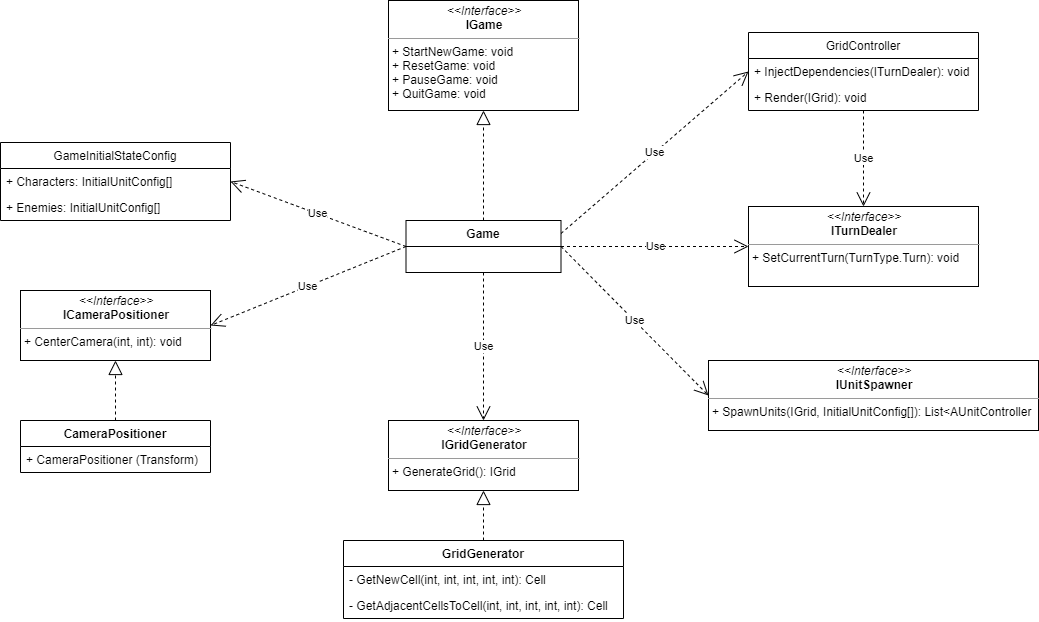 <<Interface>>
IGame
+ StartNewGame: void
+ ResetGame: void
+ PauseGame: void
+ QuitGame: void
GridController
+ InjectDependencies(ITurnDealer): void
+ Render(IGrid): void
Use
Use
GameInitialStateConfig
+ Characters: InitialUnitConfig[]
+ Enemies: InitialUnitConfig[]
Use
Game
Use
<<Interface>>
ITurnDealer
+ SetCurrentTurn(TurnType.Turn): void
Use
<<Interface>>
ICameraPositioner
+ CenterCamera(int, int): void
Use
Use
<<Interface>>
IUnitSpawner
+ SpawnUnits(IGrid, InitialUnitConfig[]): List<AUnitController
CameraPositioner
+ CameraPositioner (Transform)
<<Interface>>
IGridGenerator
+ GenerateGrid(): IGrid
GridGenerator
- GetNewCell(int, int, int, int, int): Cell
- GetAdjacentCellsToCell(int, int, int, int, int): Cell